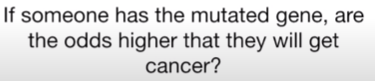 If someone has the mutated gene, are
the odds higher that they will get
cancer?